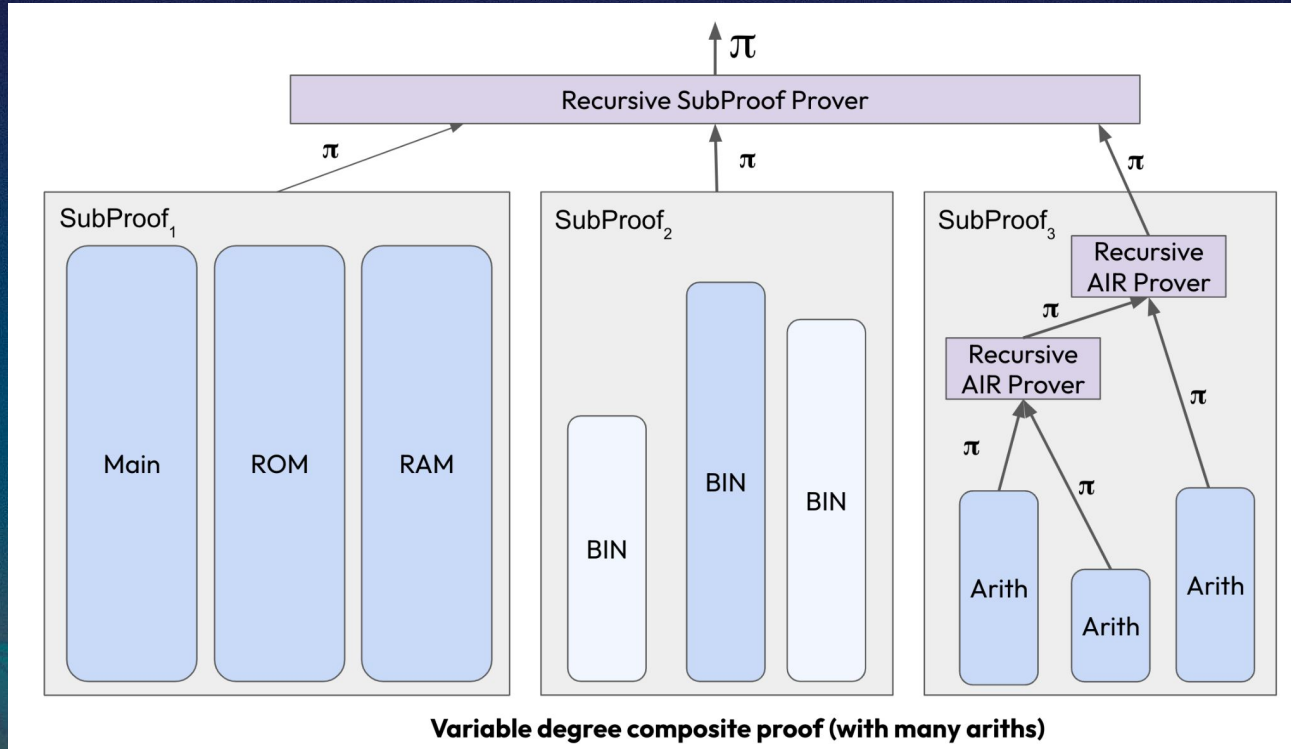 π
Recursive SubProof Prover
π
π
π
SubProof₁
SubProof₂
SubProof₃
Main
ROM
RAM
BIN
BIN
BIN
Recursive
AIR Prover
π
Recursive
AIR Prover
π
π
π
Arith
Arith
Arith
Variable degree composite proof (with many ariths)